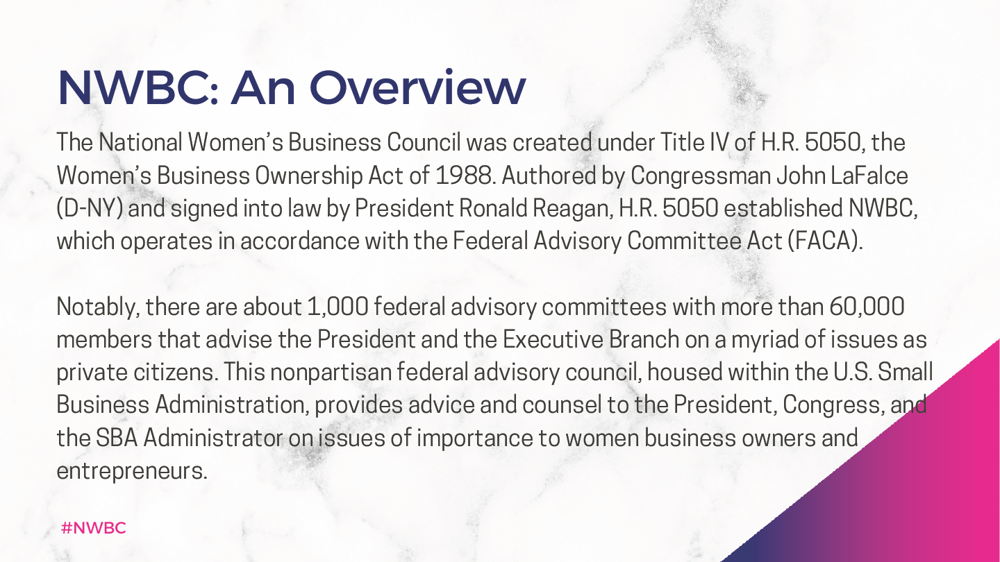 NWBC: An Overview
The National Women’s Business Council was created under Title IV of H.R. 5050, the
Women’s Business Ownership Act of 1988. Authored by Congressman John LaFalce
(D-NY) and signed into law by President Ronald Reagan, H.R. 5050 established NWBC,
which operates in accordance with the Federal Advisory Committee Act (FACA).
Notably, there are about 1,000 federal advisory committees with more than 60,000
members that advise the President and the Executive Branch on a myriad of issues as
private citizens. This nonpartisan federal advisory council, housed within the U.S. Small
Business Administration, provides advice and counsel to the President, Congress, and
the SBA Administrator on issues of importance to women business owners and
entrepreneurs.
#NWBC